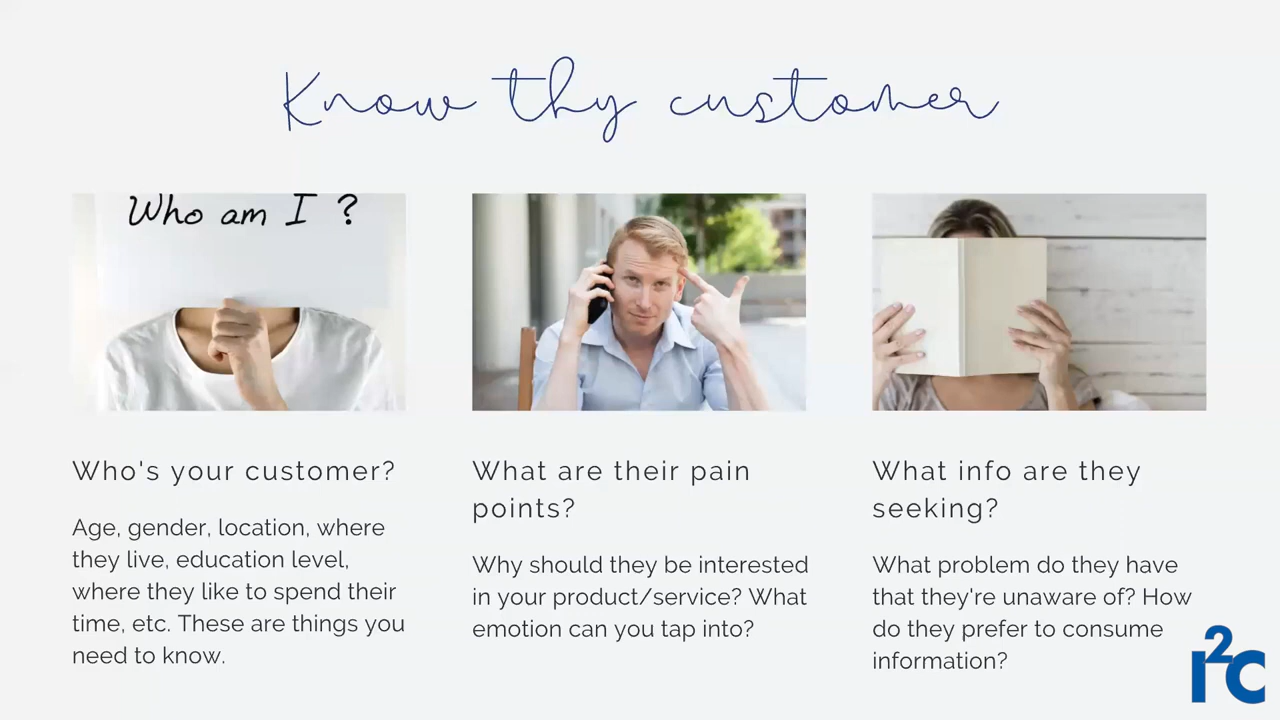 Know thy customer
Who am I ?
Who's your customer?
Age, gender, location, where
they live, education level,
where they like to spend their
time, etc. These are things you
need to know.
What are their pain
points?
Why should they be interested
in your product/service? What
emotion can you tap into?
What info are they
seeking?
What problem do they have
that they're unaware of? How
do they prefer to consume
information?
I2C